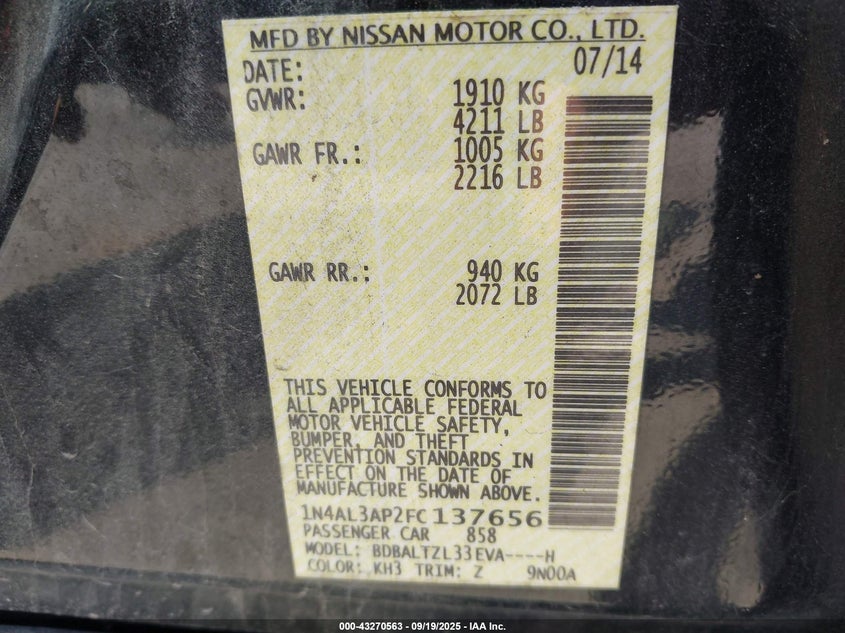 MFD BY NISSAN MOTOR CO., LTD.
DATE: 07/14
GVWR: 1910 KG
4211 LB
GAWR FR.: 1005 KG
2216 LB
GAWR RR.: 940 KG
2072 LB
THIS VEHICLE CONFORMS TO
ALL APPLICABLE FEDERAL
MOTOR VEHICLE SAFETY,
BUMPER, AND THEFT
PREVENTION STANDARDS IN
EFFECT ON THE DATE OF
MANUFACTURE SHOWN ABOVE.
1N4AL3AP2FC137656
PASSENGER CAR 858
MODEL: BDBALTZL33EVA----H
COLOR: KH3 TRIM: Z 9N00A
000-43270563 - 09/19/2025 - IAA Inc.